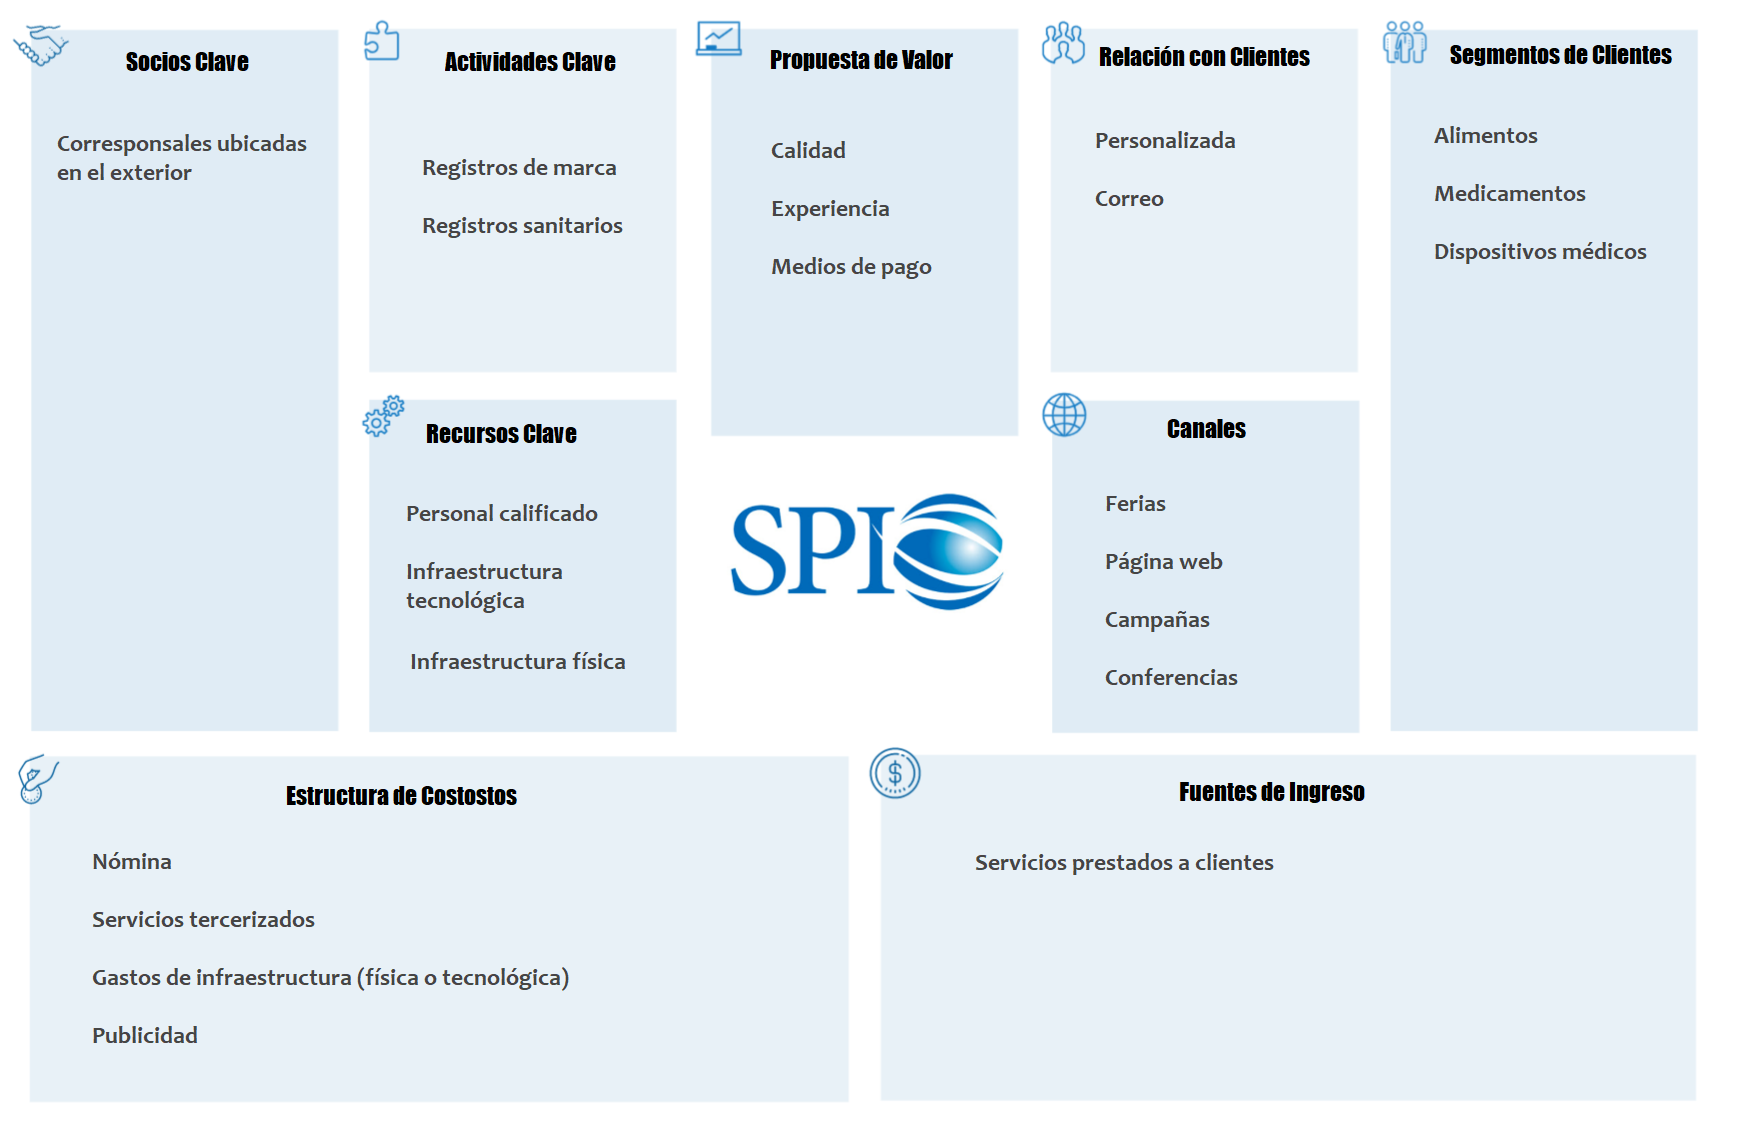 Socios Clave
Corresponsales ubicadas
en el exterior
Actividades Clave
Registros de marca
Registros sanitarios
Recursos Clave
Personal calificado
Infraestructura
tecnológica
Infraestructura física
Propuesta de Valor
Calidad
Experiencia
Medios de pago
SPI
Relación con Clientes
Personalizada
Correo
Canales
Ferias
Página web
Campañas
Conferencias
Segmentos de Clientes
Alimentos
Medicamentos
Dispositivos médicos
Estructura de Costostos
Nómina
Servicios tercerizados
Gastos de infraestructura (física o tecnológica)
Publicidad
$
Fuentes de Ingreso
Servicios prestados a clientes